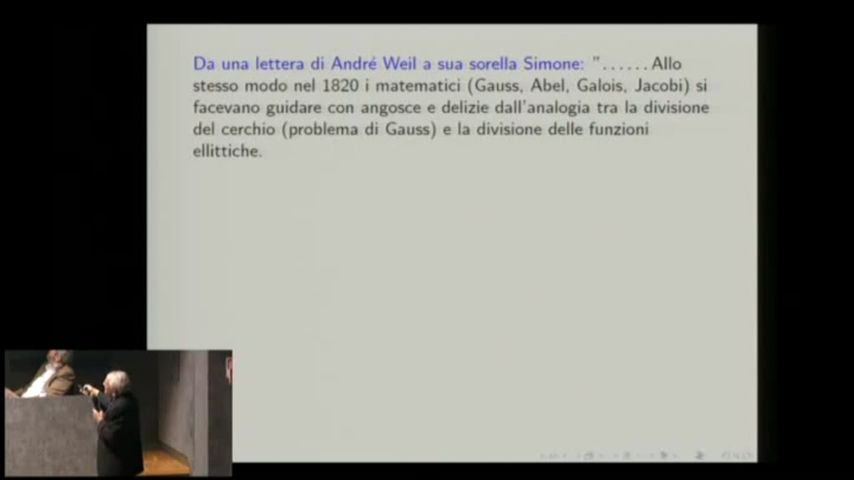 Da una lettera di André Weil a sua sorella Simone: "......Allo
stesso modo nel 1820 i matematici (Gauss, Abel, Galois, Jacobi) si
facevano guidare con angosce e delizie dall'analogia tra la divisione
del cerchio (problema di Gauss) e la divisione delle funzioni
ellittiche.